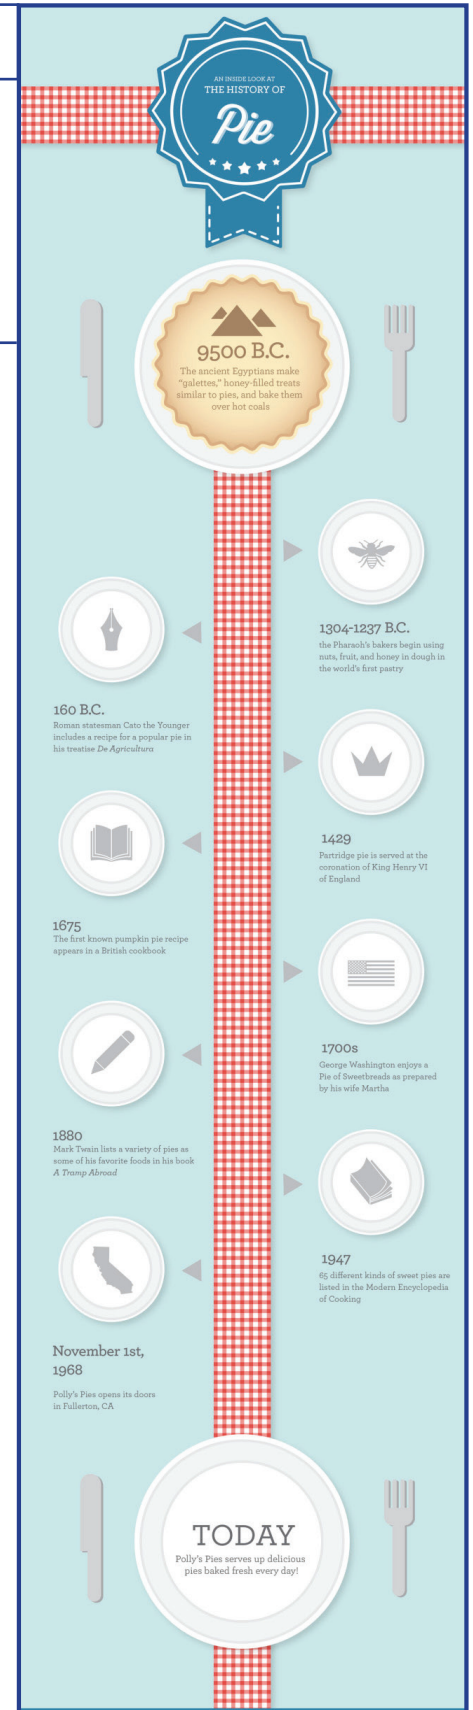 AN INSIDE LOOK AT
THE HISTORY OF
Pie
9500 B.C.
The ancient Egyptians make
"galettes," honey-filled treats
similar to pies, and bake them
over hot coals
1304-1237 B.C.
the Pharaoh's bakers begin using
nuts, fruit, and honey in dough in
the world's first pastry
160 B.C.
Roman statesman Cato the Younger
includes a recipe for a popular pie in
his treatise De Agricultura
1429
Partridge pie is served at the
coronation of King Henry VI
of England
1675
The first known pumpkin pie recipe
appears in a British cookbook
1700s
George Washington enjoys a
Pie of Sweetbreads as prepared
by his wife Martha
1880
Mark Twain lists a variety of pies as
some of his favorite foods in his book
A Tramp Abroad
1947
65 different kinds of sweet pies are
listed in the Modern Encyclopedia
of Cooking
November 1st,
1968
Polly's Pies opens its doors
in Fullerton, CA
TODAY
Polly's Pies serves up delicious
pies baked fresh every day!